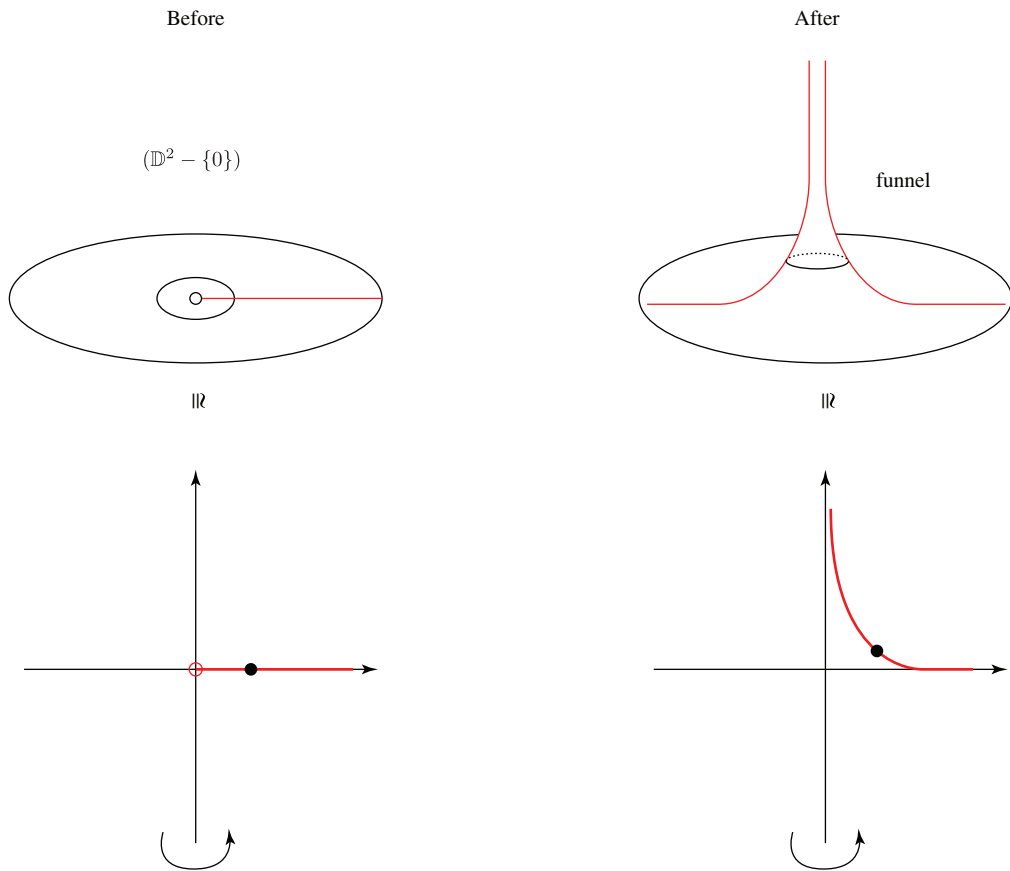 Before
After
(𝔻² − {0})
funnel
≅
≅